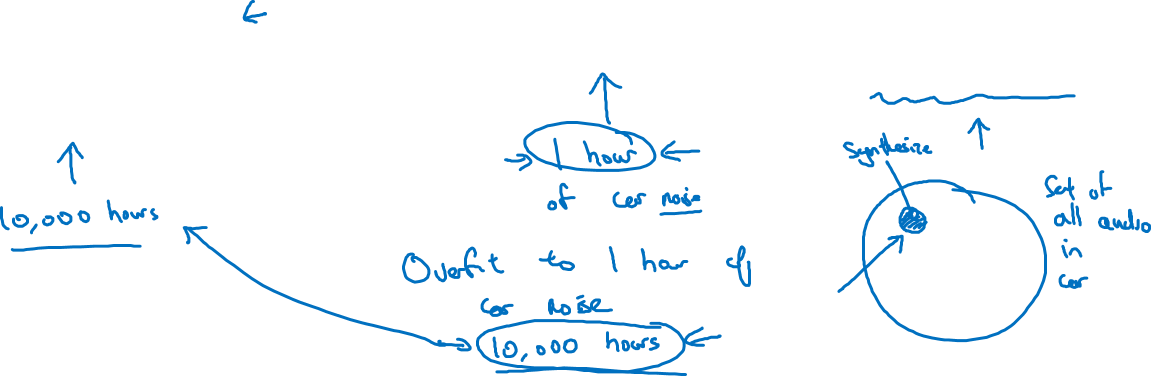 10,000 hours
1 hour
of car noise
Overfit to 1 hour of
car noise
10,000 hours
Synthesize
Set of
all audio
in
car